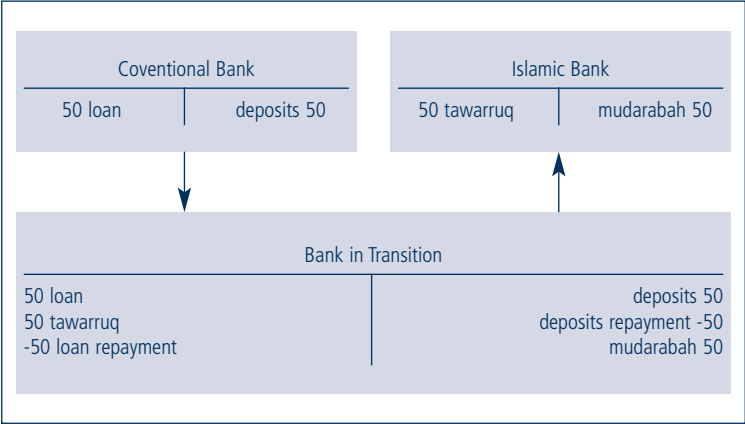 Coventional Bank
50 loan deposits 50
Islamic Bank
50 tawarruq mudarabah 50
Bank in Transition
50 loan deposits 50
50 tawarruq deposits repayment -50
-50 loan repayment mudarabah 50